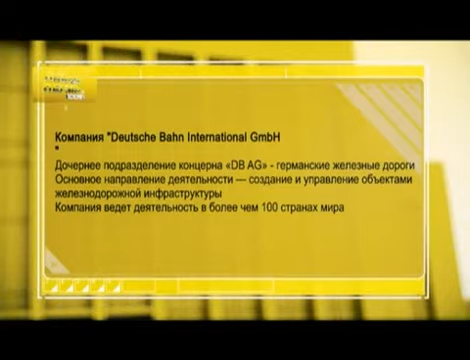 Компания "Deutsche Bahn International GmbH
"
Дочернее подразделение концерна «DB AG» - германские железные дороги
Основное направление деятельности — создание и управление объектами
железнодорожной инфраструктуры
Компания ведет деятельность в более чем 100 странах мира